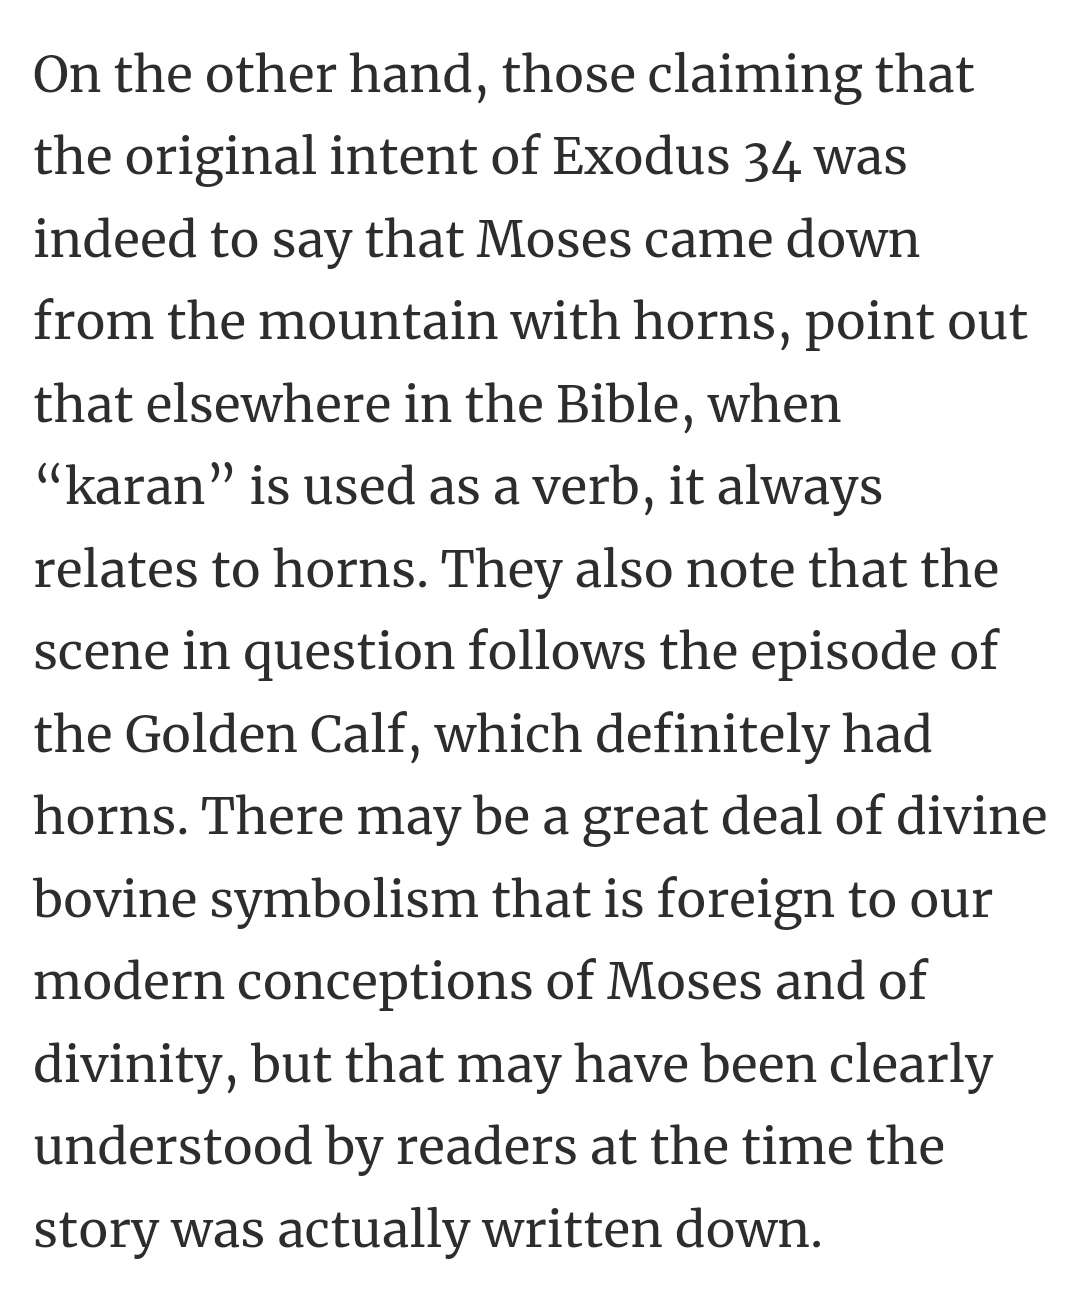 On the other hand, those claiming that
the original intent of Exodus 34 was
indeed to say that Moses came down
from the mountain with horns, point out
that elsewhere in the Bible, when
“karan” is used as a verb, it always
relates to horns. They also note that the
scene in question follows the episode of
the Golden Calf, which definitely had
horns. There may be a great deal of divine
bovine symbolism that is foreign to our
modern conceptions of Moses and of
divinity, but that may have been clearly
understood by readers at the time the
story was actually written down.